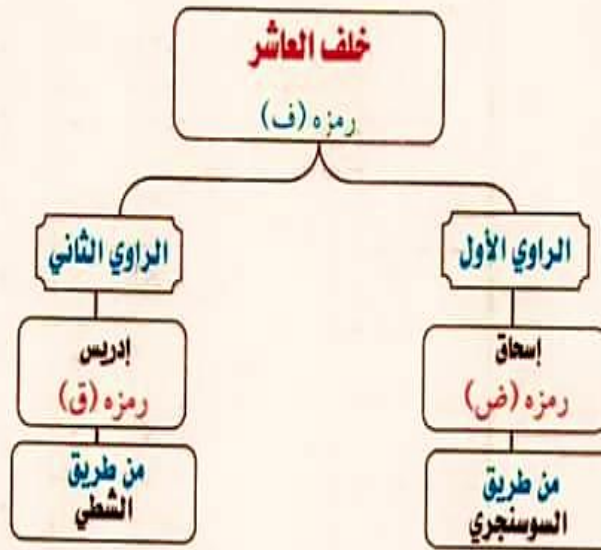 خلف العاشر
رمزه (ف)
الراوي الأول
الراوي الثاني
إسحاق
رمزه (ض)
إدريس
رمزه (ق)
من طريق
السوسنجري
من طريق
الشطي